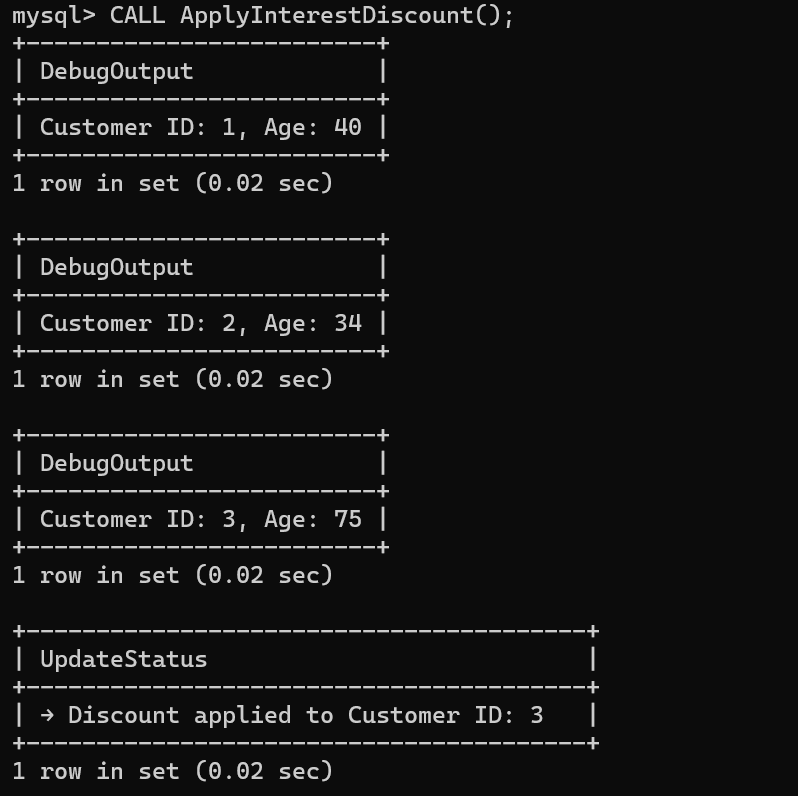 mysql> CALL ApplyInterestDiscount();
+-------------------------+
| DebugOutput             |
+-------------------------+
| Customer ID: 1, Age: 40 |
+-------------------------+
1 row in set (0.02 sec)

+-------------------------+
| DebugOutput             |
+-------------------------+
| Customer ID: 2, Age: 34 |
+-------------------------+
1 row in set (0.02 sec)

+-------------------------+
| DebugOutput             |
+-------------------------+
| Customer ID: 3, Age: 75 |
+-------------------------+
1 row in set (0.02 sec)

+----------------------------------------+
| UpdateStatus                           |
+----------------------------------------+
| → Discount applied to Customer ID: 3   |
+----------------------------------------+
1 row in set (0.02 sec)